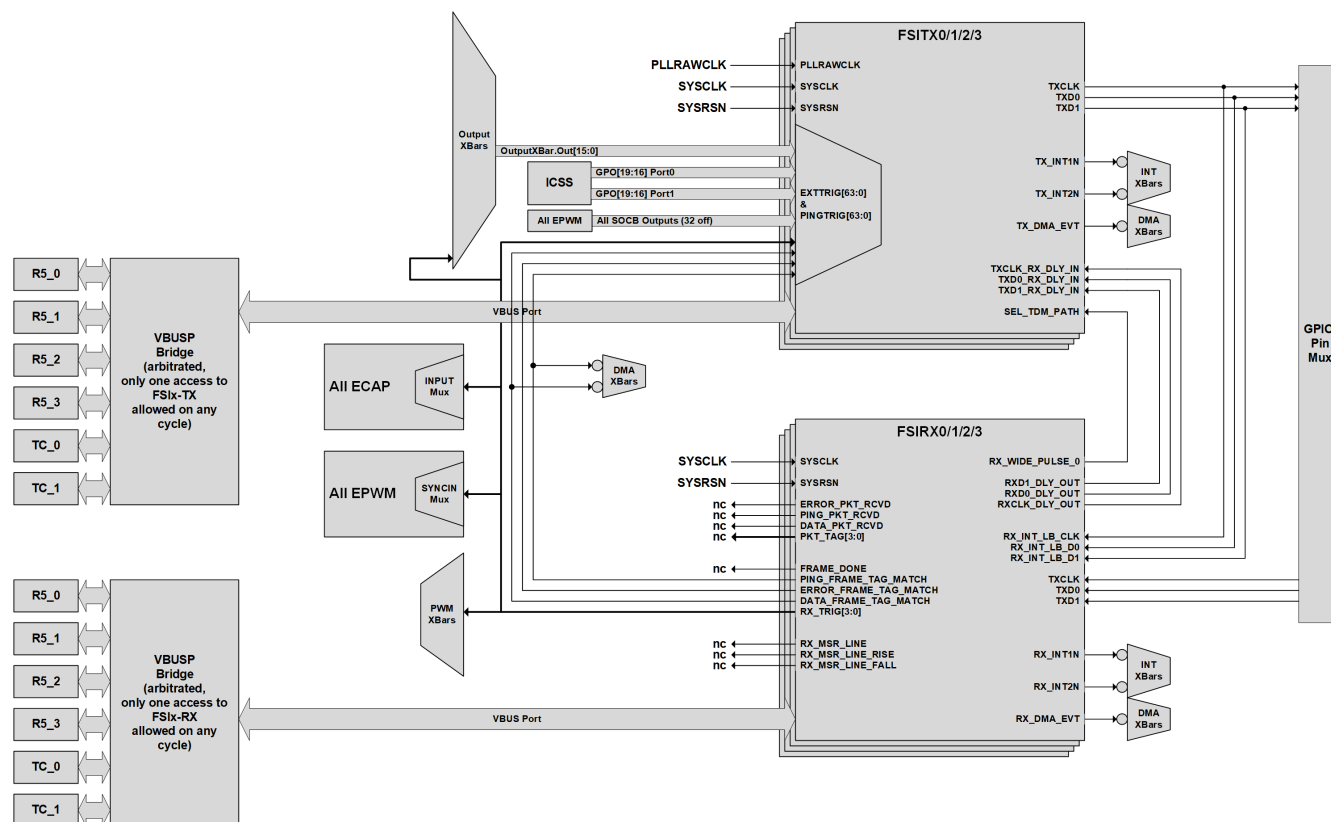 FSITX0/1/2/3
PLLRAWCLK
PLLRAWCLK
SYSCLK
SYSCLK
SYSRSN
SYSRSN
TXCLK
TXD0
TXD1
Output
XBars
OutputXBar.Out[15:0]
ICSS
GPO[19:16] Port0
GPO[19:16] Port1
All EPWM
All SOCB Outputs (32 off)
EXTTRIG[63:0]
&
PINGTRIG[63:0]
TX_INT1N
TX_INT2N
INT
XBars
TX_DMA_EVT
DMA
XBars
TXCLK_RX_DLY_IN
TXD0_RX_DLY_IN
TXD1_RX_DLY_IN
SEL_TDM_PATH
R5_0
R5_1
R5_2
R5_3
TC_0
TC_1
VBUSP
Bridge
(arbitrated,
only one access to
FSIx-TX
allowed on any
cycle)
VBUS Port
GPIO
Pin
Mux
All ECAP
INPUT
Mux
DMA
XBars
All EPWM
SYNCIN
Mux
PWM
XBars
FSIRX0/1/2/3
SYSCLK
SYSCLK
SYSRSN
SYSRSN
nc
ERROR_PKT_RCVD
nc
PING_PKT_RCVD
nc
DATA_PKT_RCVD
nc
PKT_TAG[3:0]
nc
FRAME_DONE
PING_FRAME_TAG_MATCH
ERROR_FRAME_TAG_MATCH
DATA_FRAME_TAG_MATCH
RX_TRIG[3:0]
nc
RX_MSR_LINE
nc
RX_MSR_LINE_RISE
nc
RX_MSR_LINE_FALL
RX_WIDE_PULSE_0
RXD1_DLY_OUT
RXD0_DLY_OUT
RXCLK_DLY_OUT
RX_INT_LB_CLK
RX_INT_LB_D0
RX_INT_LB_D1
TXCLK
TXD0
TXD1
RX_INT1N
RX_INT2N
INT
XBars
RX_DMA_EVT
DMA
XBars
R5_0
R5_1
R5_2
R5_3
TC_0
TC_1
VBUSP
Bridge
(arbitrated,
only one access to
FSIx-RX
allowed on any
cycle)
VBUS Port